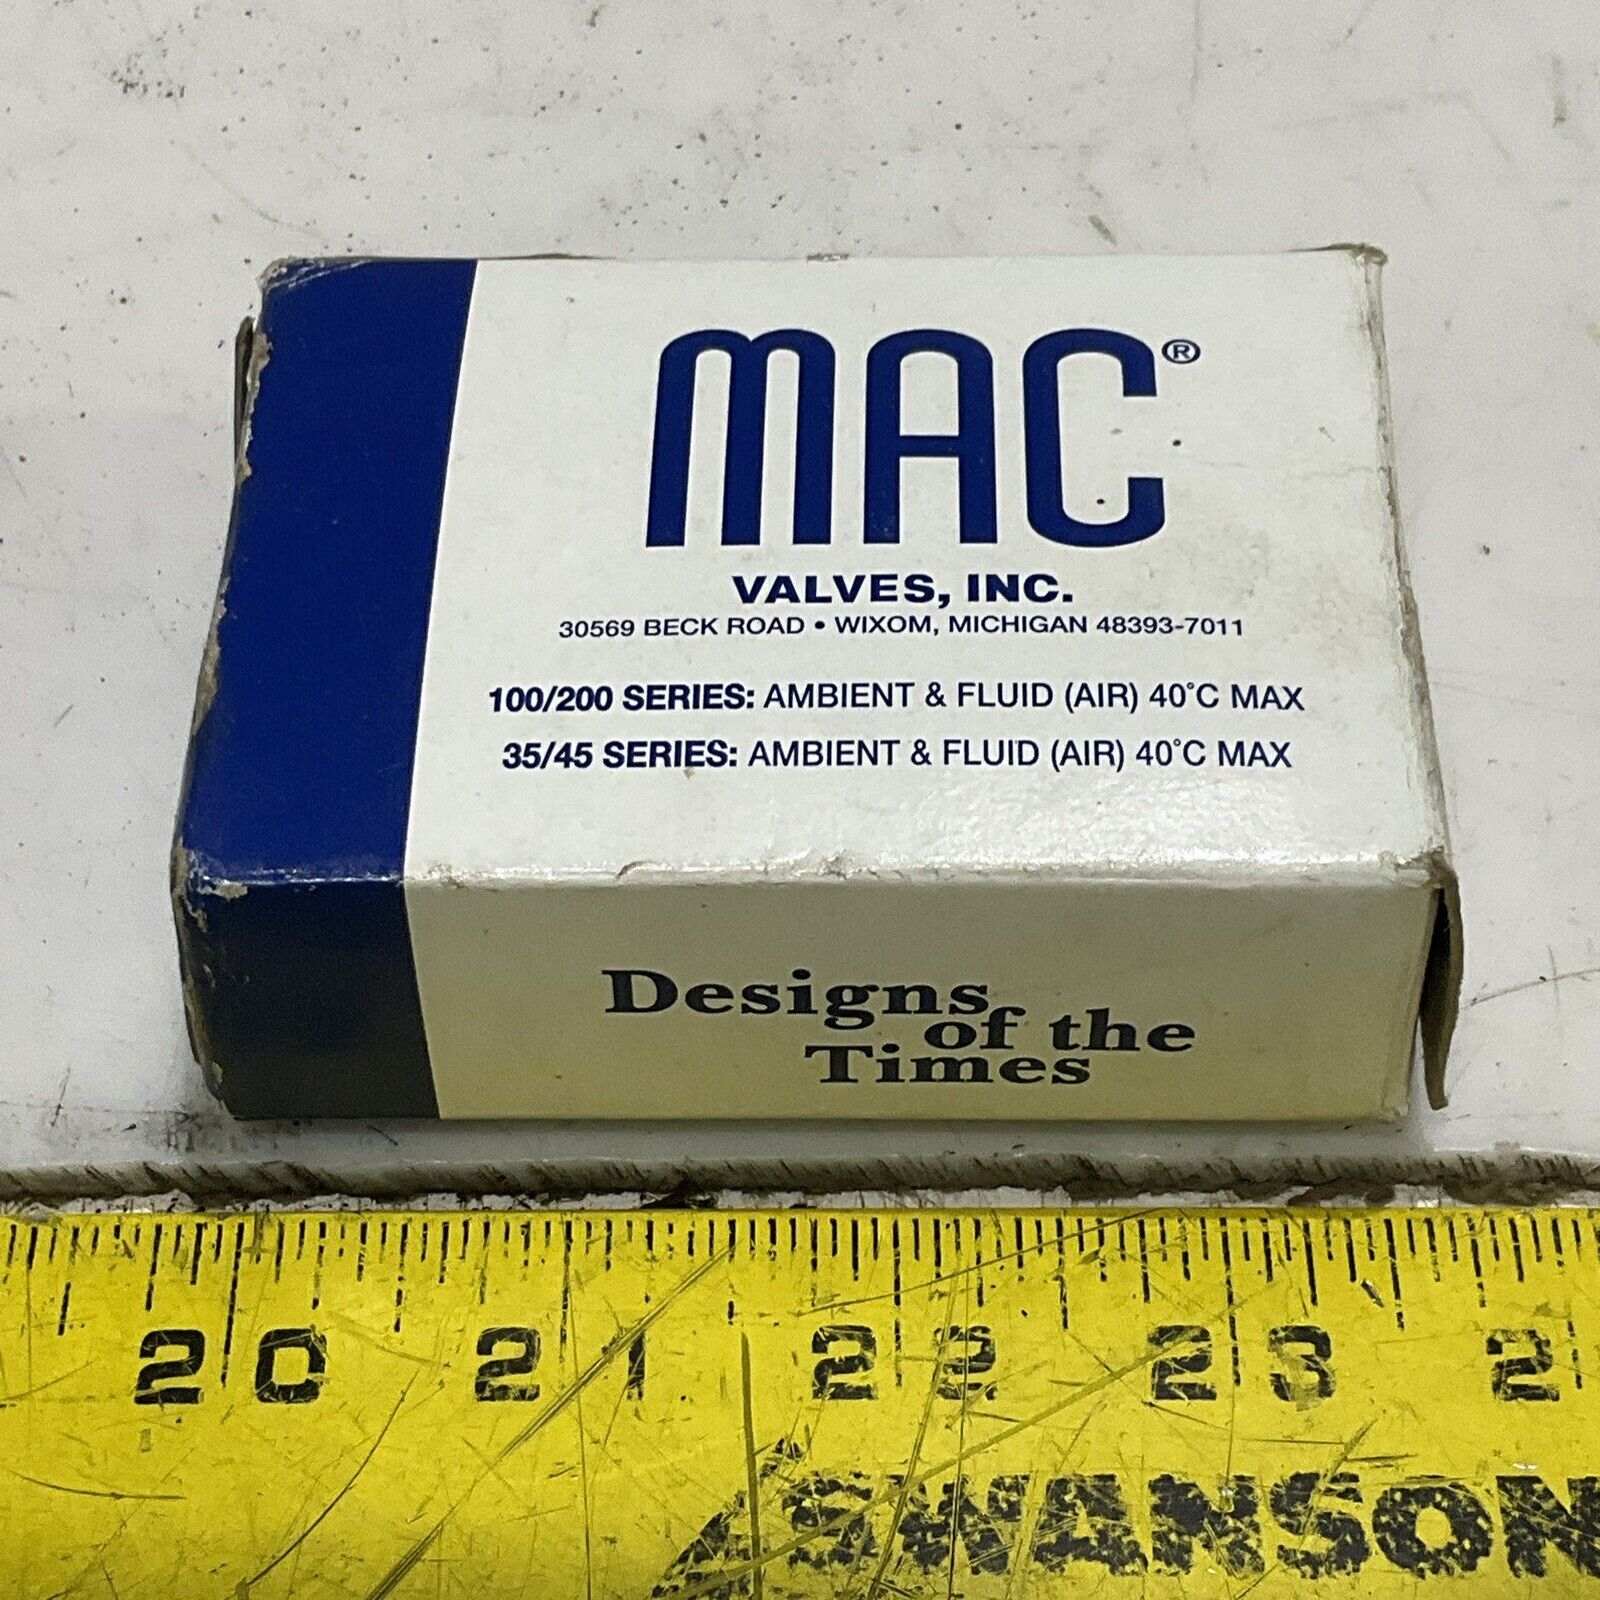 MAC®
VALVES, INC.
30569 BECK ROAD • WIXOM, MICHIGAN 48393-7011
100/200 SERIES: AMBIENT & FLUID (AIR) 40°C MAX
35/45 SERIES: AMBIENT & FLUID (AIR) 40°C MAX
Designs
of the
Times
20 21 22 23 2
SWANSON